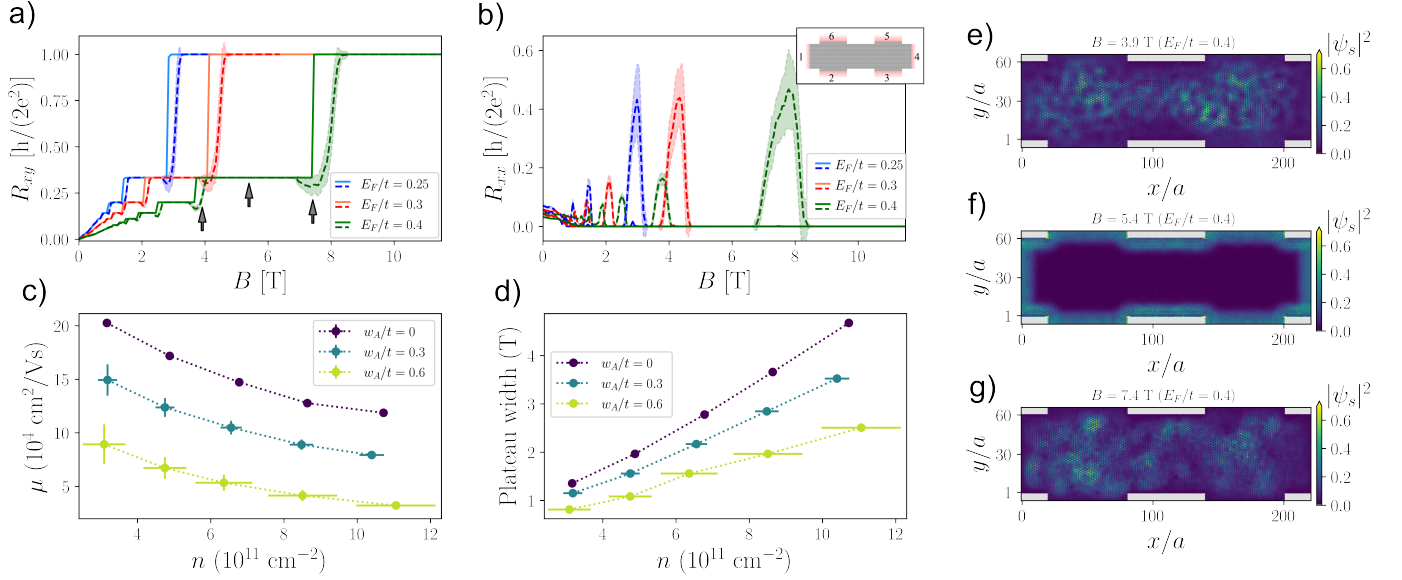 a)
R_xy [h/(2e²)]
1.00
0.75
0.50
0.25
0.00
E_F/t = 0.25
E_F/t = 0.3
E_F/t = 0.4
0 2 4 6 8 10
B [T]
b)
R_xx [h/(2e²)]
0.6
0.4
0.2
0.0
6 5
1 4
2 3
E_F/t = 0.25
E_F/t = 0.3
E_F/t = 0.4
0 2 4 6 8 10
B [T]
c)
μ (10⁴ cm²/Vs)
20
15
10
5
w_A/t = 0
w_A/t = 0.3
w_A/t = 0.6
4 6 8 10 12
n (10¹¹ cm⁻²)
d)
Plateau width (T)
4
3
2
1
w_A/t = 0
w_A/t = 0.3
w_A/t = 0.6
4 6 8 10 12
n (10¹¹ cm⁻²)
e)
B = 3.9 T (E_F/t = 0.4)
|ψ_s|²
y/a
60
30
1
0.6
0.4
0.2
0.0
0 100 200
x/a
f)
B = 5.4 T (E_F/t = 0.4)
|ψ_s|²
y/a
60
30
1
0.6
0.4
0.2
0.0
0 100 200
x/a
g)
B = 7.4 T (E_F/t = 0.4)
|ψ_s|²
y/a
60
30
1
0.6
0.4
0.2
0.0
0 100 200
x/a